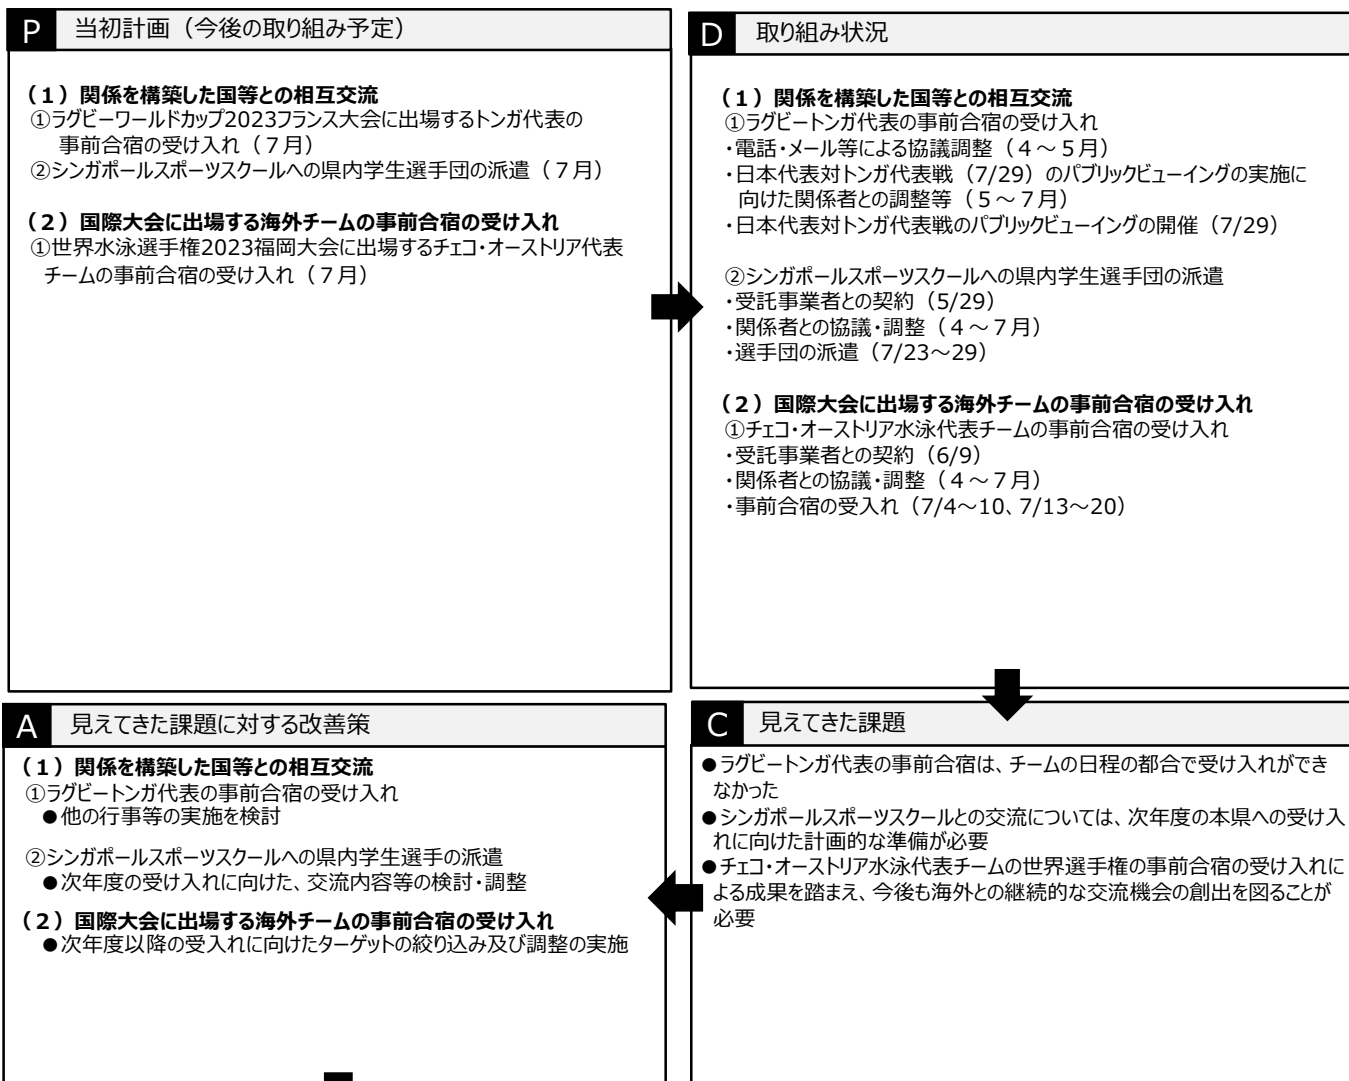 P 当初計画（今後の取り組み予定）
（１）関係を構築した国等との相互交流
①ラグビーワールドカップ2023フランス大会に出場するトンガ代表の
事前合宿の受け入れ（７月）
②シンガポールスポーツスクールへの県内学生選手団の派遣（７月）
（２）国際大会に出場する海外チームの事前合宿の受け入れ
①世界水泳選手権2023福岡大会に出場するチェコ・オーストリア代表
チームの事前合宿の受け入れ（７月）
D 取り組み状況
（１）関係を構築した国等との相互交流
①ラグビートンガ代表の事前合宿の受け入れ
・電話・メール等による協議調整（４～５月）
・日本代表対トンガ代表戦（7/29）のパブリックビューイングの実施に
向けた関係者との調整等（５～７月）
・日本代表対トンガ代表戦のパブリックビューイングの開催（7/29）
②シンガポールスポーツスクールへの県内学生選手団の派遣
・受託事業者との契約（5/29）
・関係者との協議・調整（４～７月）
・選手団の派遣（7/23～29）
（２）国際大会に出場する海外チームの事前合宿の受け入れ
①チェコ・オーストリア水泳代表チームの事前合宿の受け入れ
・受託事業者との契約（6/9）
・関係者との協議・調整（４～７月）
・事前合宿の受入れ（7/4～10、7/13～20）
C 見えてきた課題
●ラグビートンガ代表の事前合宿は、チームの日程の都合で受け入れができ
なかった
●シンガポールスポーツスクールとの交流については、次年度の本県への受け入
れに向けた計画的な準備が必要
●チェコ・オーストリア水泳代表チームの世界選手権の事前合宿の受け入れに
よる成果を踏まえ、今後も海外との継続的な交流機会の創出を図ることが
必要
A 見えてきた課題に対する改善策
（１）関係を構築した国等との相互交流
①ラグビートンガ代表の事前合宿の受け入れ
●他の行事等の実施を検討
②シンガポールスポーツスクールへの県内学生選手の派遣
●次年度の受け入れに向けた、交流内容等の検討・調整
（２）国際大会に出場する海外チームの事前合宿の受け入れ
●次年度以降の受入れに向けたターゲットの絞り込み及び調整の実施